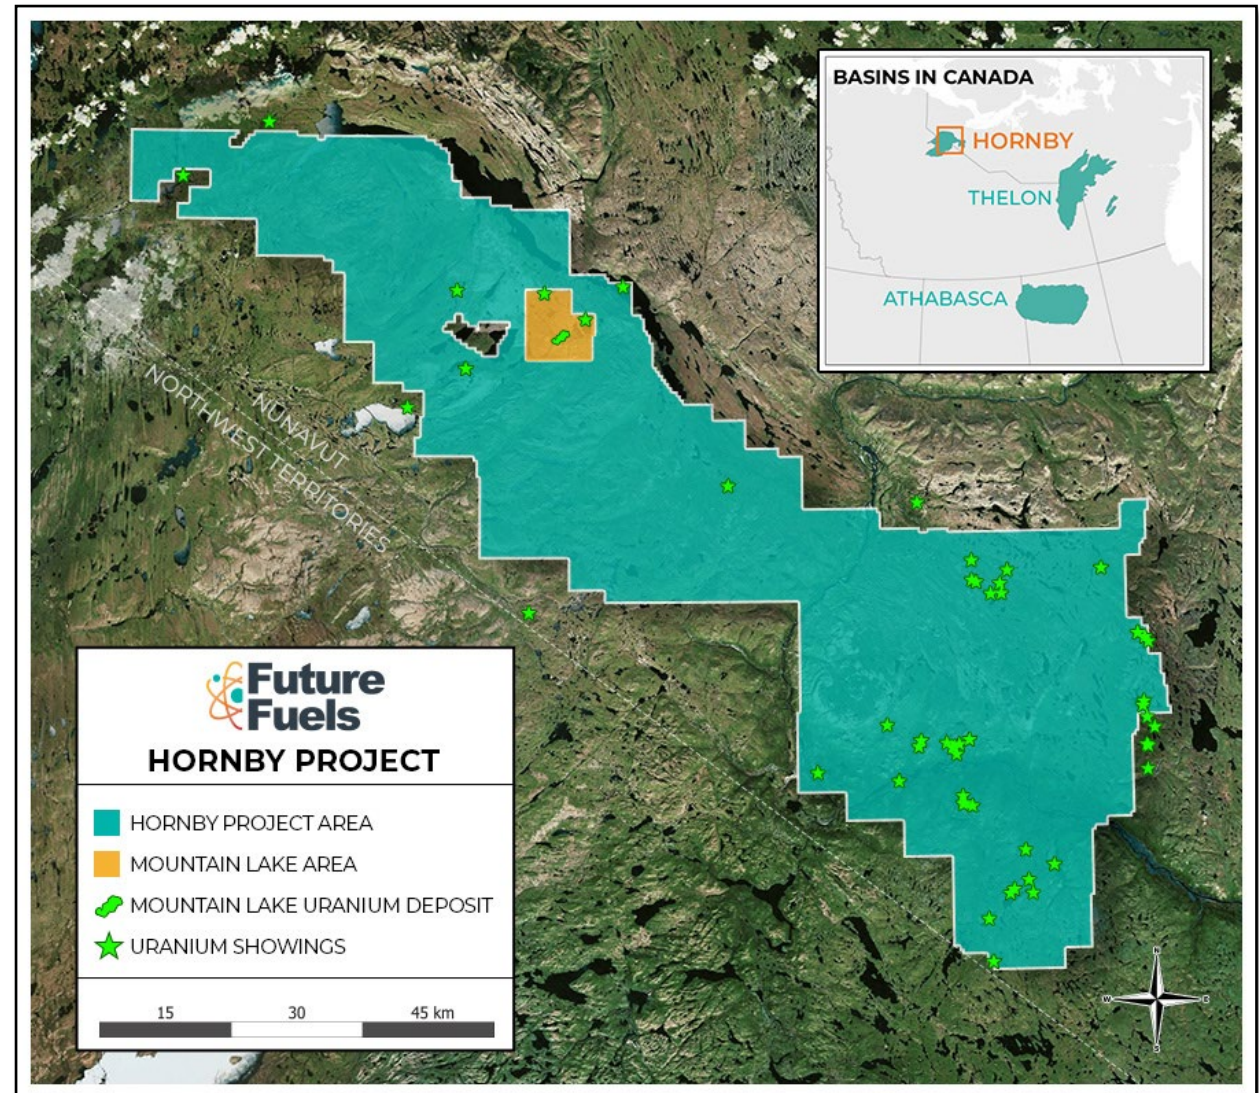 BASINS IN CANADA
HORNBY
THELON
ATHABASCA
NUNAVUT
NORTHWEST TERRITORIES
Future
Fuels
HORNBY PROJECT
HORNBY PROJECT AREA
MOUNTAIN LAKE AREA
MOUNTAIN LAKE URANIUM DEPOSIT
URANIUM SHOWINGS
15 30 45 km
N
W E
S